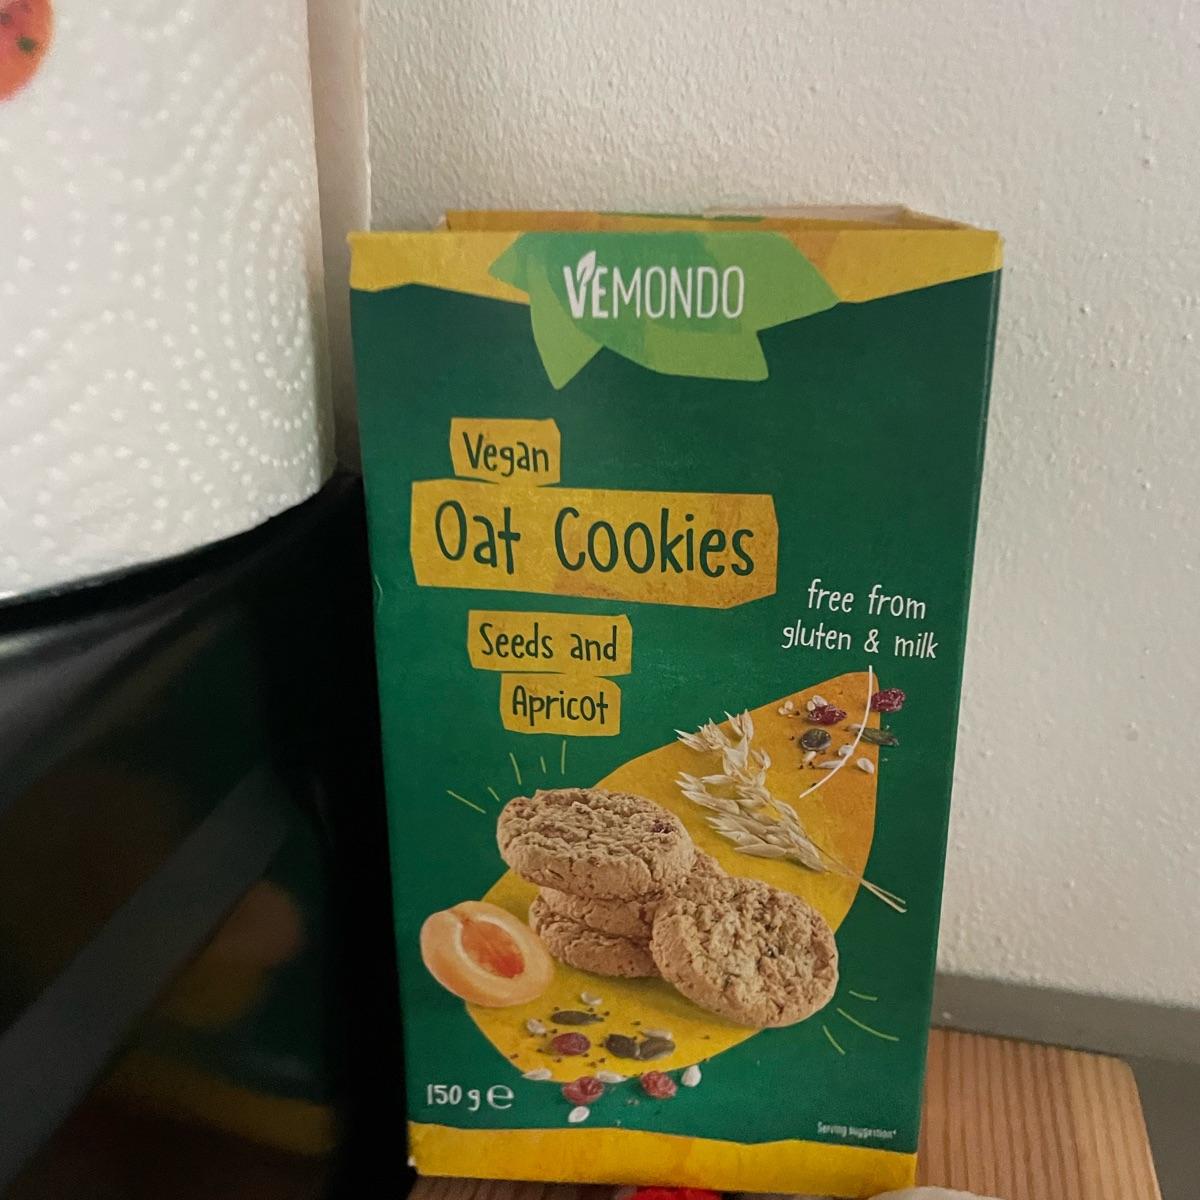 VEMONDO
Vegan
Oat Cookies
Seeds and
Apricot
free from
gluten & milk
150 g ℮
Serving suggestion*